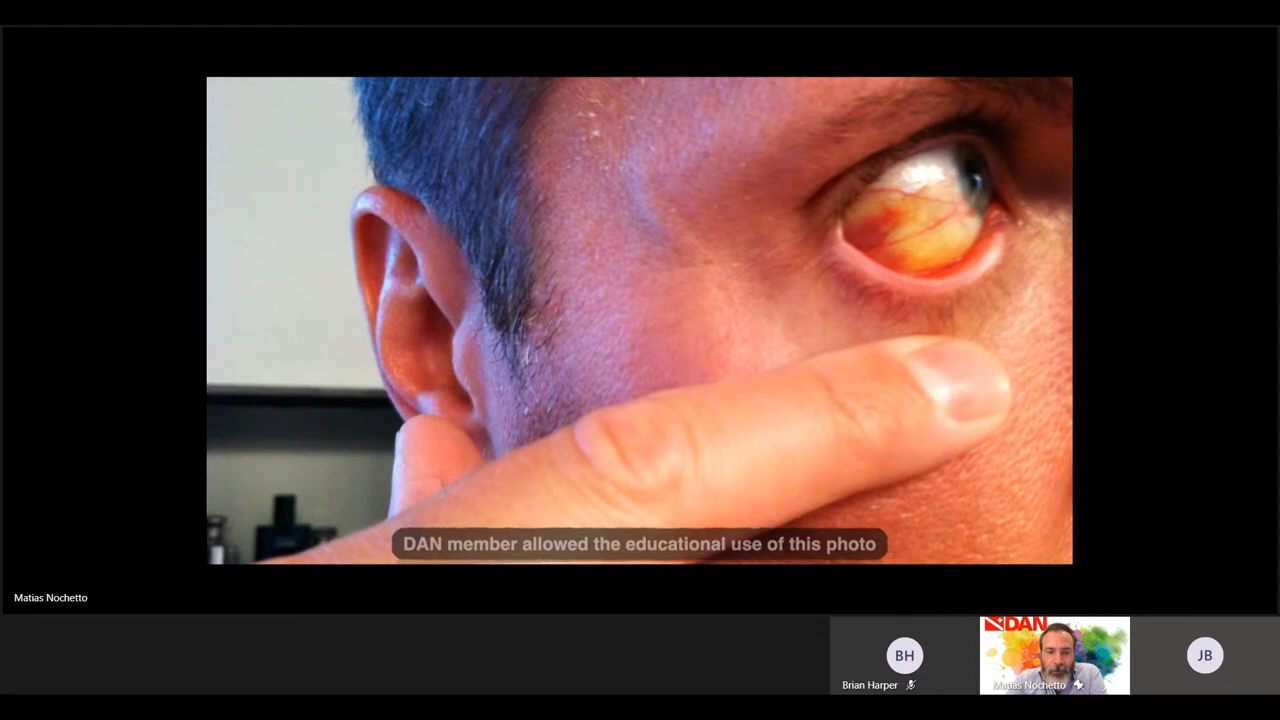 DAN member allowed the educational use of this photo
Matias Nochetto
DAN
BH
Brian Harper
Matias Nochetto
JB